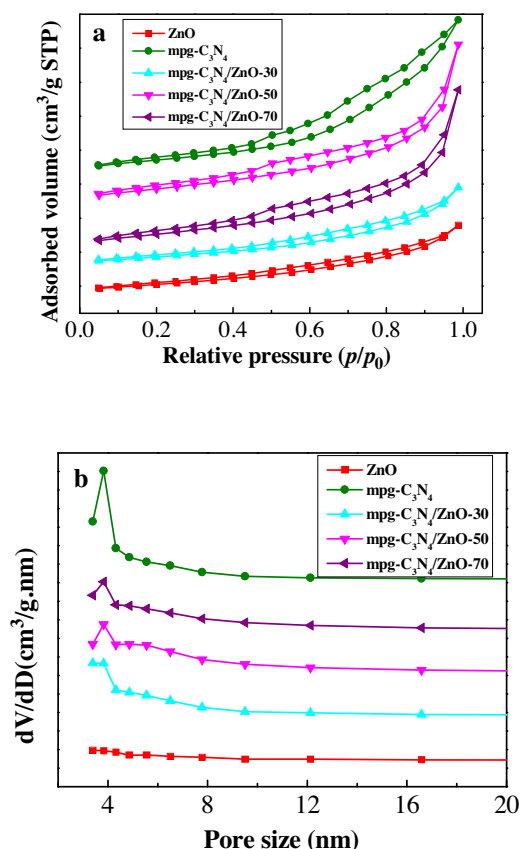 a
ZnO
mpg-C₃N₄
mpg-C₃N₄/ZnO-30
mpg-C₃N₄/ZnO-50
mpg-C₃N₄/ZnO-70
Adsorbed volume (cm³/g STP)
0.0 0.2 0.4 0.6 0.8 1.0
Relative pressure (p/p₀)
b
ZnO
mpg-C₃N₄
mpg-C₃N₄/ZnO-30
mpg-C₃N₄/ZnO-50
mpg-C₃N₄/ZnO-70
dV/dD(cm³/g.nm)
4 8 12 16 20
Pore size (nm)